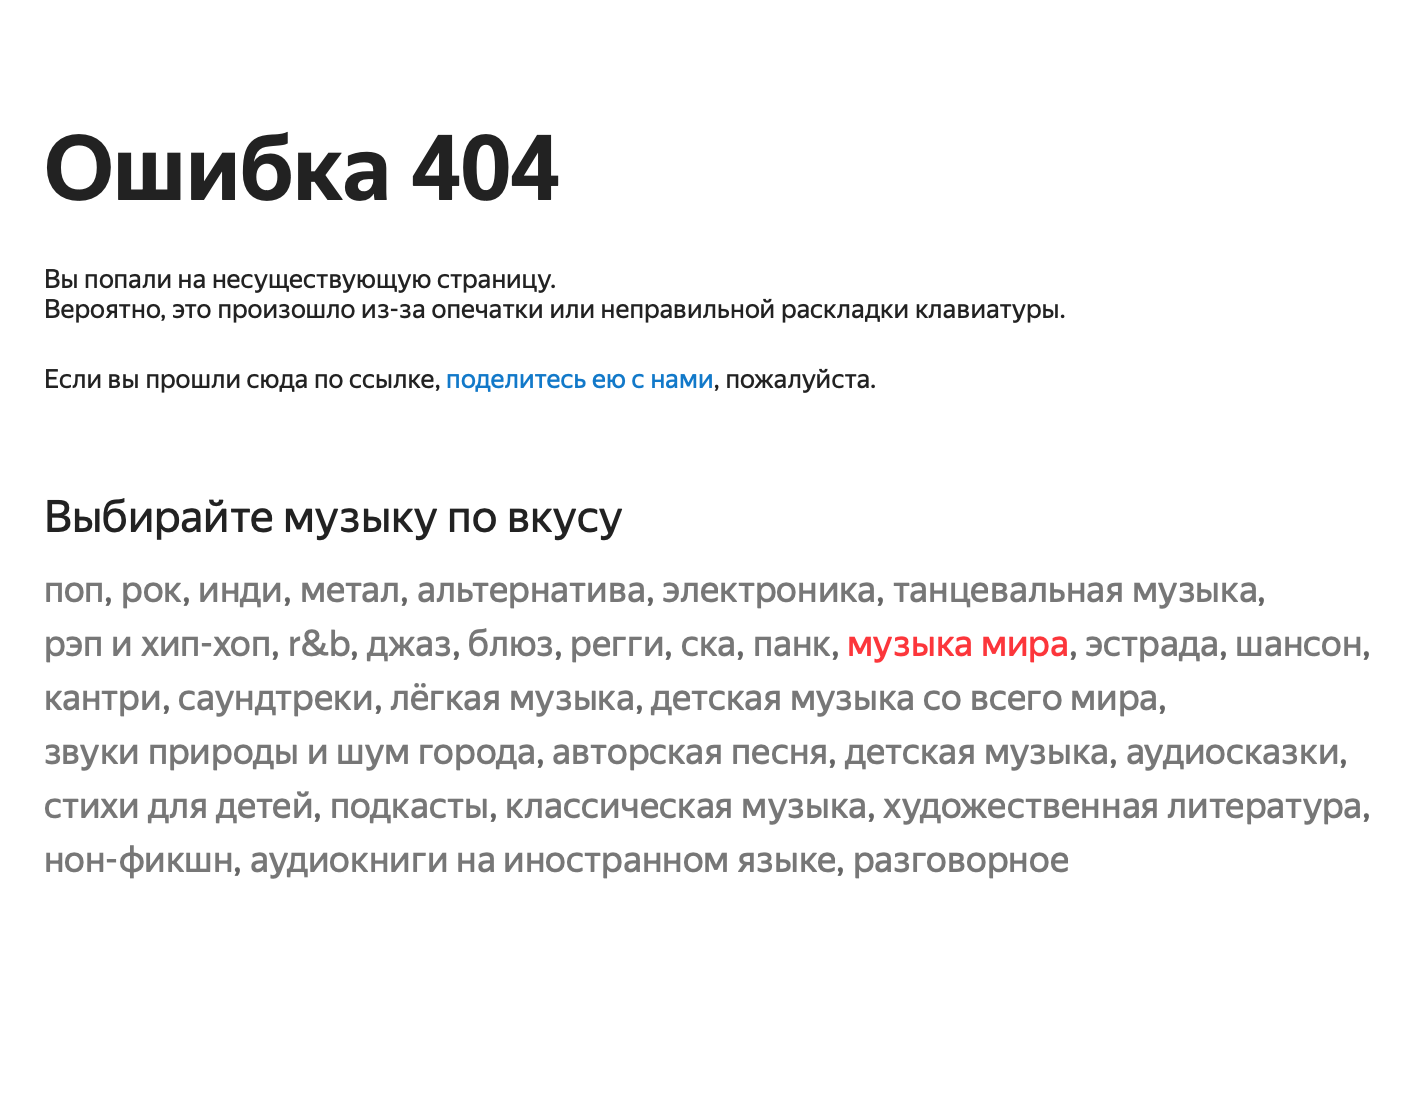 Ошибка 404
Вы попали на несуществующую страницу.
Вероятно, это произошло из-за опечатки или неправильной раскладки клавиатуры.
Если вы прошли сюда по ссылке, поделитесь ею с нами, пожалуйста.
Выбирайте музыку по вкусу
поп, рок, инди, метал, альтернатива, электроника, танцевальная музыка,
рэп и хип-хоп, r&b, джаз, блюз, регги, ска, панк, музыка мира, эстрада, шансон,
кантри, саундтреки, лёгкая музыка, детская музыка со всего мира,
звуки природы и шум города, авторская песня, детская музыка, аудиосказки,
стихи для детей, подкасты, классическая музыка, художественная литература,
нон-фикшн, аудиокниги на иностранном языке, разговорное